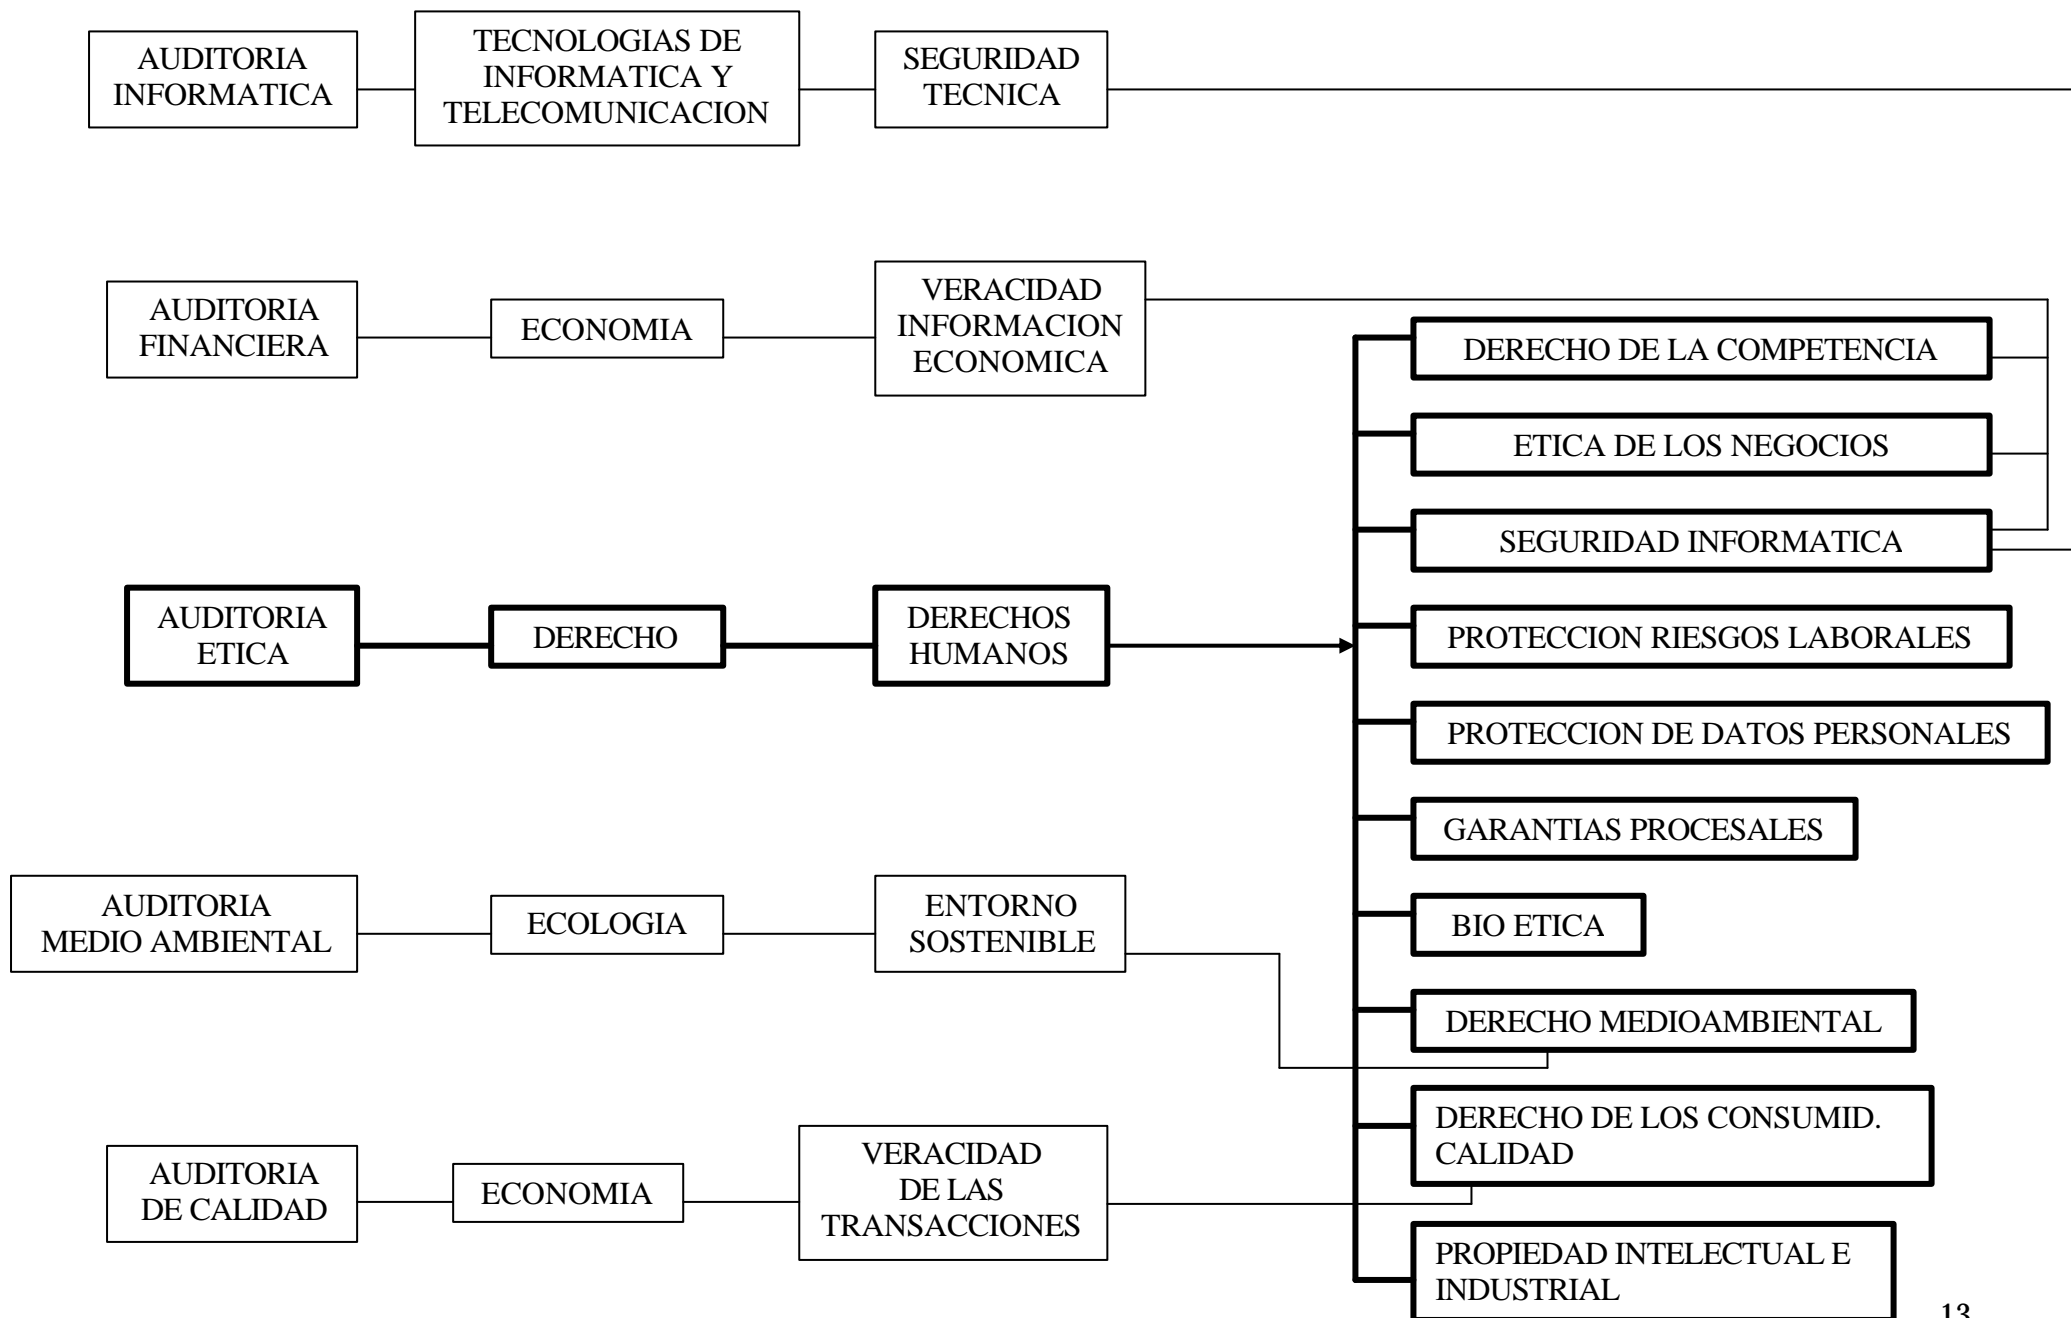 AUDITORIA
INFORMATICA
TECNOLOGIAS DE
INFORMATICA Y
TELECOMUNICACION
SEGURIDAD
TECNICA
AUDITORIA
FINANCIERA
ECONOMIA
VERACIDAD
INFORMACION
ECONOMICA
AUDITORIA
ETICA
DERECHO
DERECHOS
HUMANOS
DERECHO DE LA COMPETENCIA
ETICA DE LOS NEGOCIOS
SEGURIDAD INFORMATICA
PROTECCION RIESGOS LABORALES
PROTECCION DE DATOS PERSONALES
GARANTIAS PROCESALES
BIO ETICA
DERECHO MEDIOAMBIENTAL
DERECHO DE LOS CONSUMID.
CALIDAD
PROPIEDAD INTELECTUAL E
INDUSTRIAL
AUDITORIA
MEDIO AMBIENTAL
ECOLOGIA
ENTORNO
SOSTENIBLE
AUDITORIA
DE CALIDAD
ECONOMIA
VERACIDAD
DE LAS
TRANSACCIONES
13